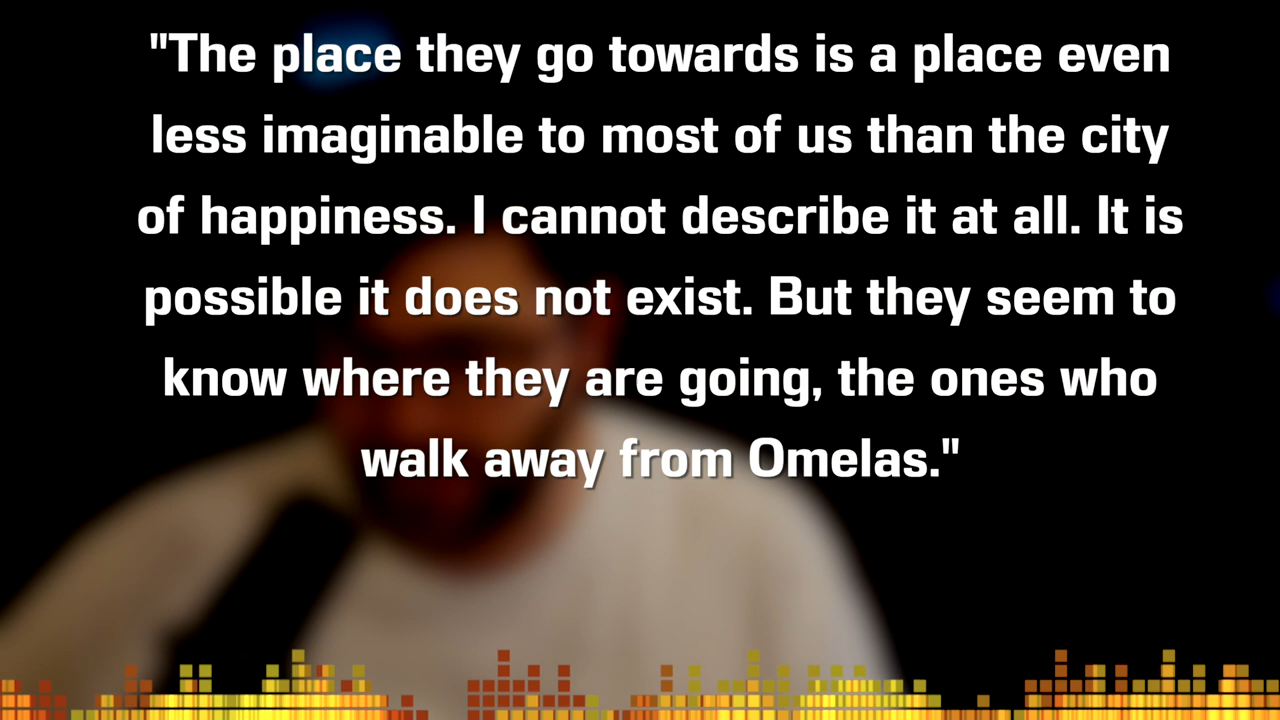 "The place they go towards is a place even
less imaginable to most of us than the city
of happiness. I cannot describe it at all. It is
possible it does not exist. But they seem to
know where they are going, the ones who
walk away from Omelas."